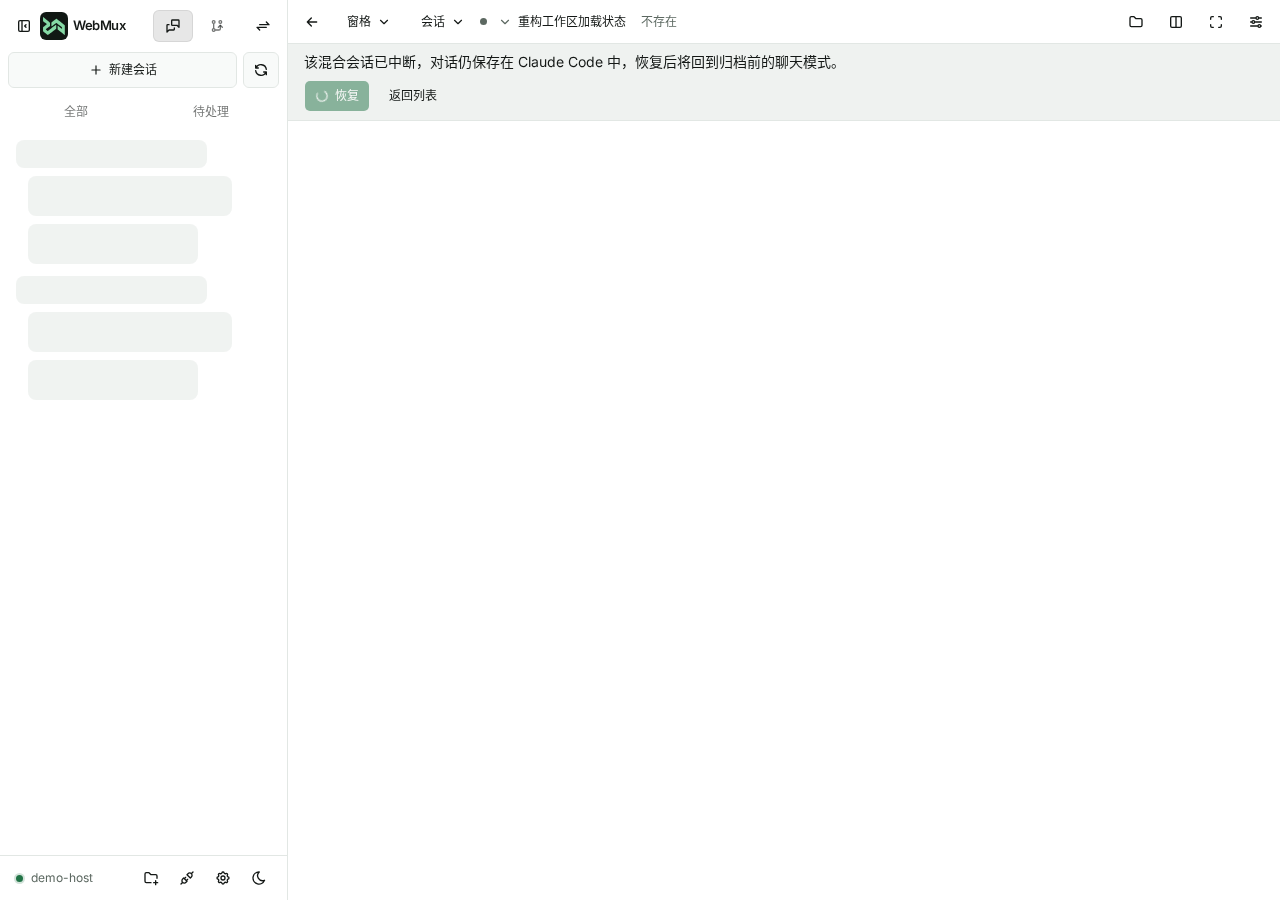 WebMux
新建会话
全部 待处理
demo-host
窗格 会话 重构工作区加载状态 不存在
该混合会话已中断，对话仍保存在 Claude Code 中，恢复后将回到归档前的聊天模式。
恢复 返回列表